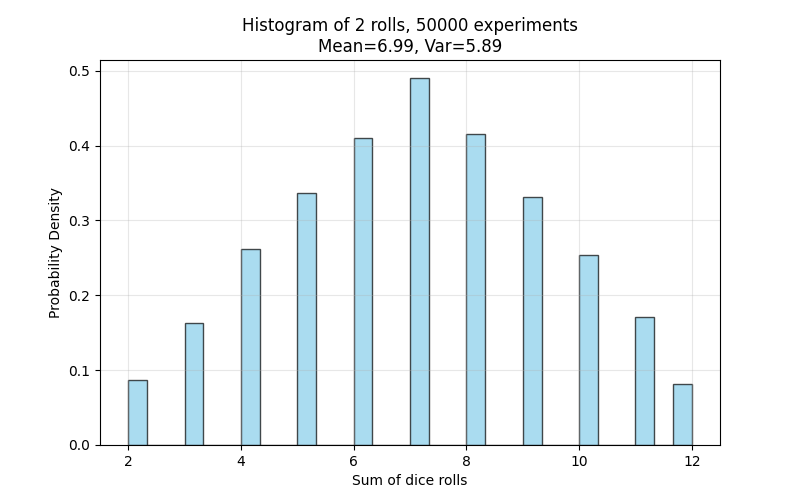 Histogram of 2 rolls, 50000 experiments
Mean=6.99, Var=5.89
Probability Density
0.5
0.4
0.3
0.2
0.1
0.0
2 4 6 8 10 12
Sum of dice rolls